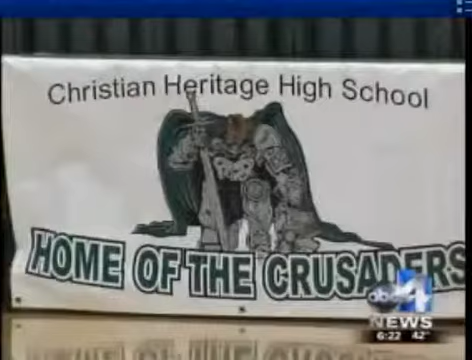 Christian Heritage High School
HOME OF THE CRUSADERS
abc 4
NEWS
6:22 42°